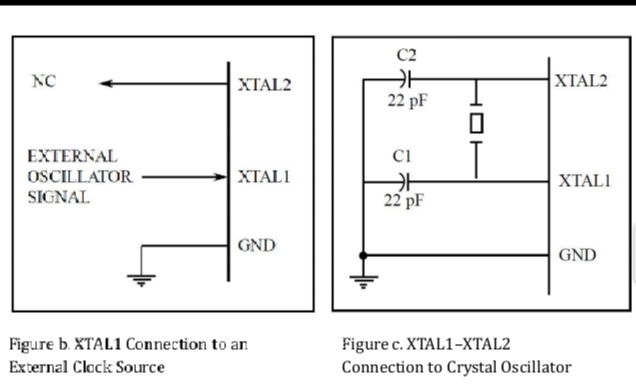 NC
XTAL2
EXTERNAL
OSCILLATOR
SIGNAL
XTAL1
GND
Figure b. XTAL1 Connection to an
External Clock Source
C2
22 pF
XTAL2
C1
22 pF
XTAL1
GND
Figure c. XTAL1–XTAL2
Connection to Crystal Oscillator